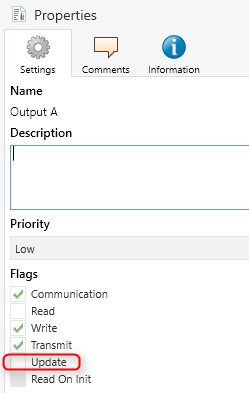 Properties
Settings
Comments
Information
Name
Output A
Description
Priority
Low
Flags
Communication
Read
Write
Transmit
Update
Read On Init